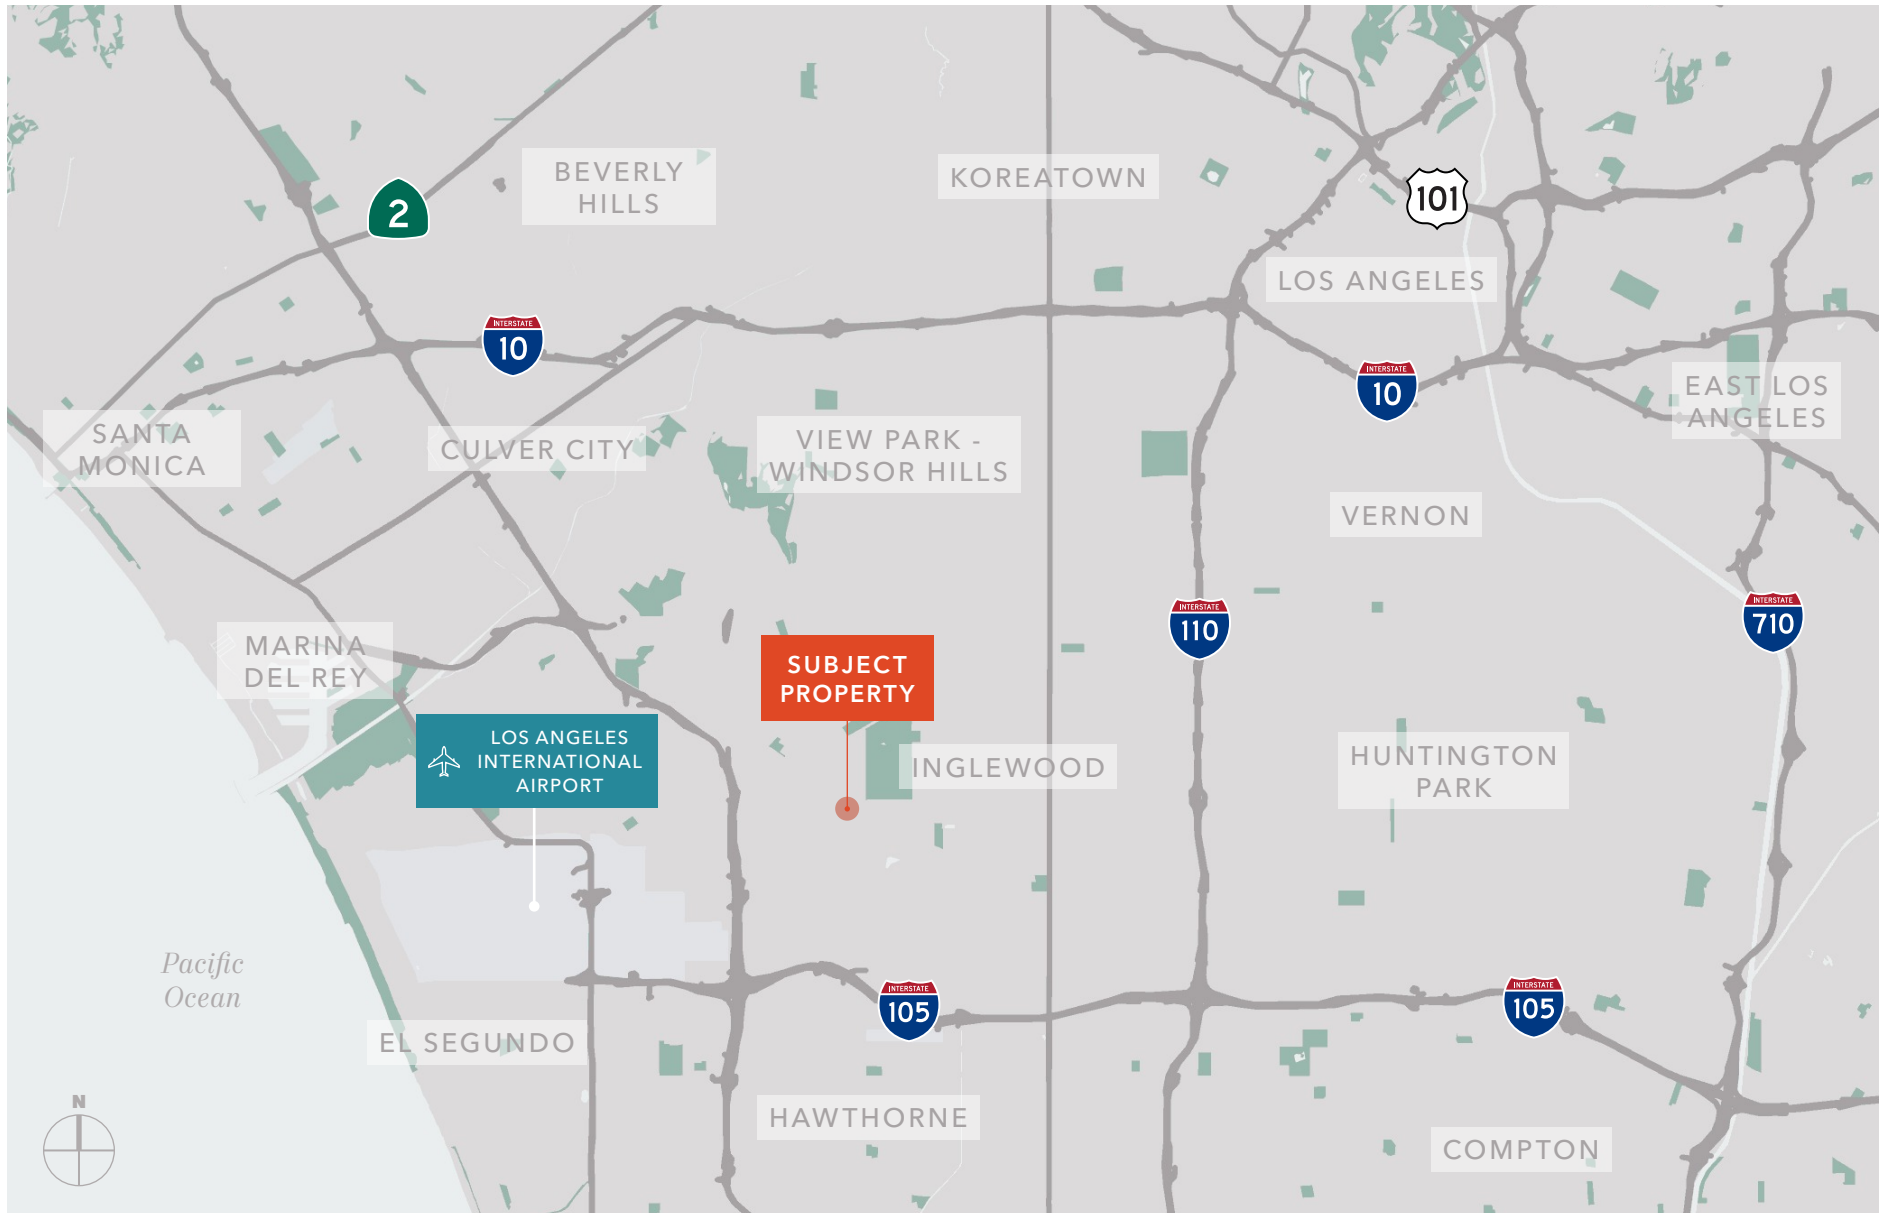 BEVERLY
HILLS
KOREATOWN
2
101
LOS ANGELES
INTERSTATE
10
INTERSTATE
10
EAST LOS
ANGELES
SANTA
MONICA
CULVER CITY
VIEW PARK -
WINDSOR HILLS
VERNON
INTERSTATE
110
INTERSTATE
710
MARINA
DEL REY
SUBJECT
PROPERTY
LOS ANGELES
INTERNATIONAL
AIRPORT
INGLEWOOD
HUNTINGTON
PARK
Pacific
Ocean
INTERSTATE
105
INTERSTATE
105
EL SEGUNDO
N
HAWTHORNE
COMPTON